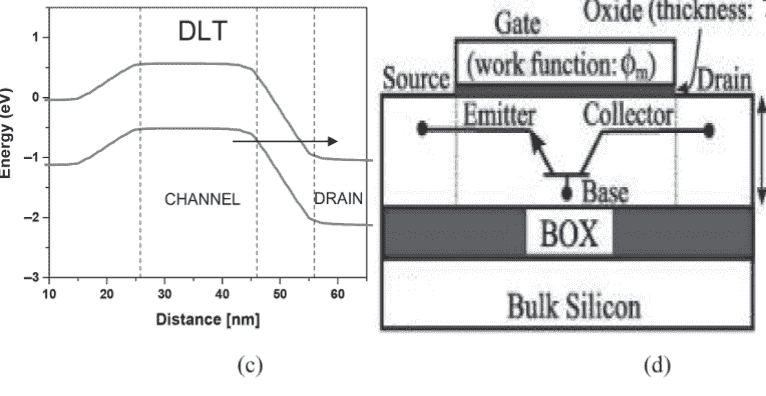 DLT
1
0
−1
−2
−3
Energy (eV)
CHANNEL
DRAIN
10 20 30 40 50 60
Distance [nm]
(c)
Oxide (thickness:
Gate
(work function: ϕm)
Source
Drain
Emitter
Collector
Base
BOX
Bulk Silicon
(d)